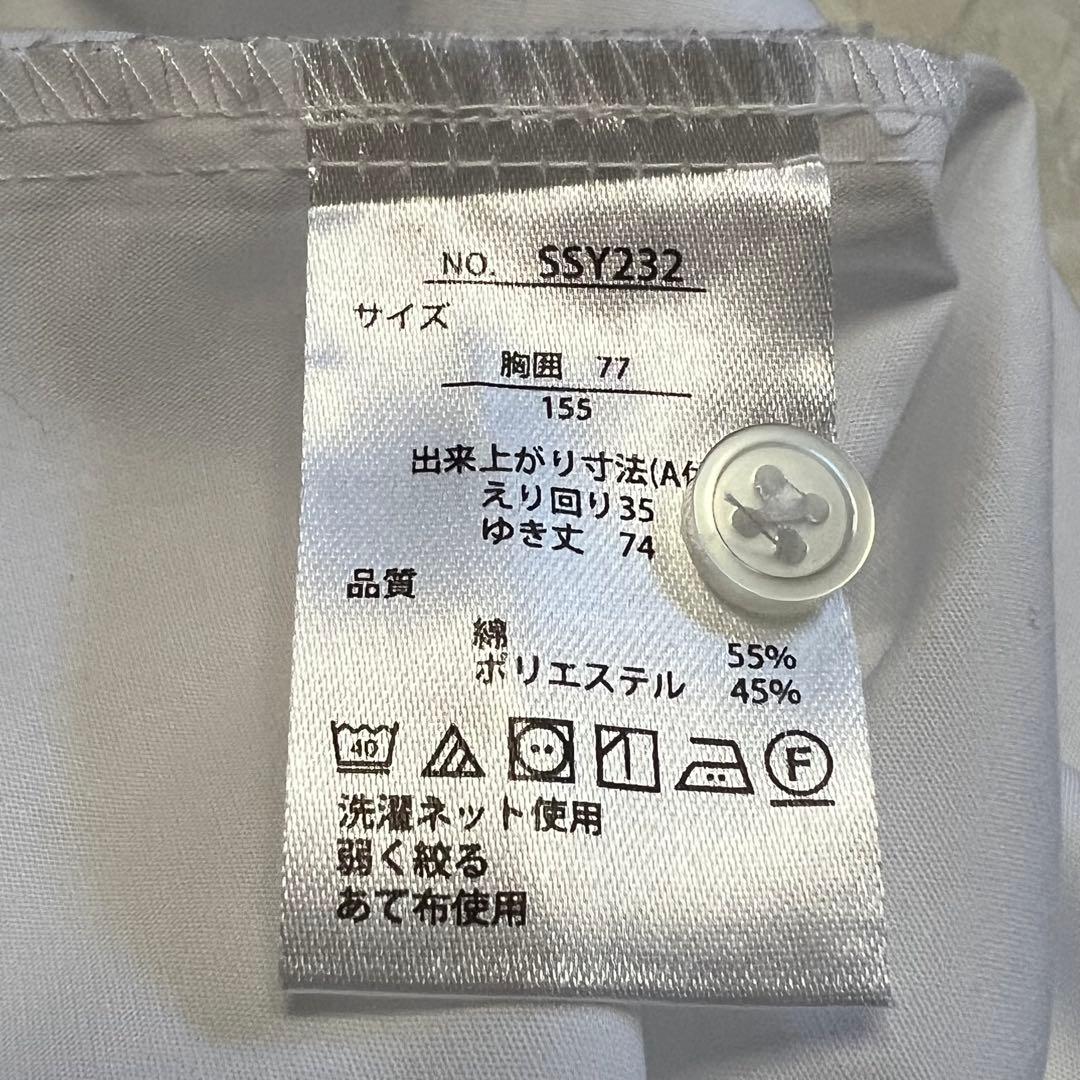 NO. SSY232
サイズ
胸囲 77
155
出来上がり寸法(A
えり回り35
ゆき丈 74
品質
綿 55%
ポリエステル 45%
40 F
洗濯ネット使用
弱く絞る
あて布使用